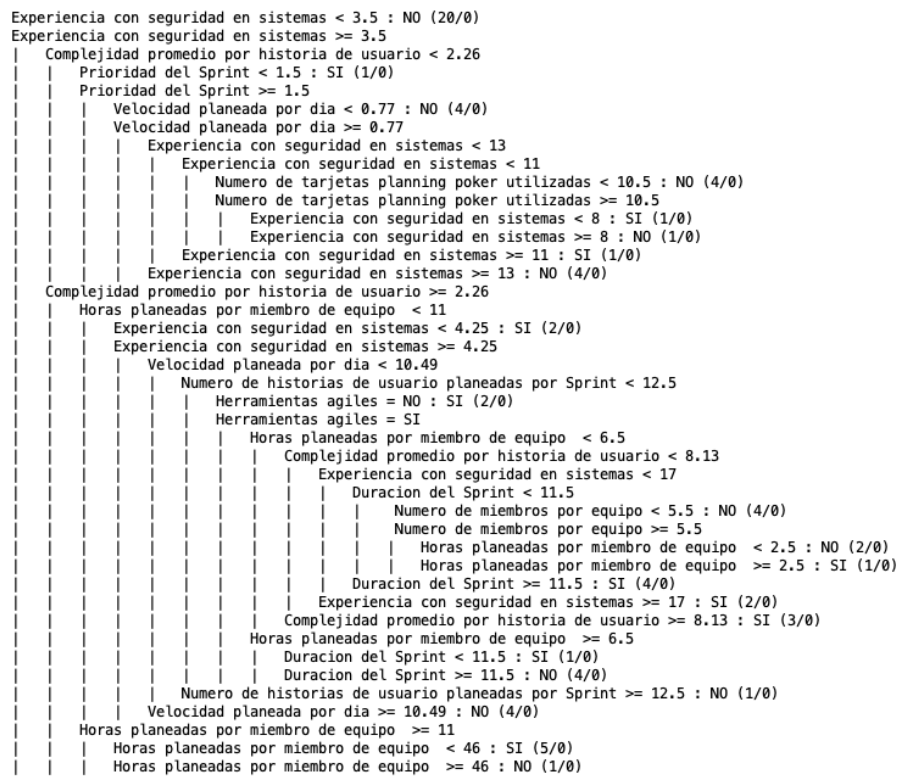 Experiencia con seguridad en sistemas < 3.5 : NO (20/0)
Experiencia con seguridad en sistemas >= 3.5
|   Complejidad promedio por historia de usuario < 2.26
|   |   Prioridad del Sprint < 1.5 : SI (1/0)
|   |   Prioridad del Sprint >= 1.5
|   |   |   Velocidad planeada por dia < 0.77 : NO (4/0)
|   |   |   Velocidad planeada por dia >= 0.77
|   |   |   |   Experiencia con seguridad en sistemas < 13
|   |   |   |   |   Experiencia con seguridad en sistemas < 11
|   |   |   |   |   |   Numero de tarjetas planning poker utilizadas < 10.5 : NO (4/0)
|   |   |   |   |   |   Numero de tarjetas planning poker utilizadas >= 10.5
|   |   |   |   |   |   |   Experiencia con seguridad en sistemas < 8 : SI (1/0)
|   |   |   |   |   |   |   Experiencia con seguridad en sistemas >= 8 : NO (1/0)
|   |   |   |   |   Experiencia con seguridad en sistemas >= 11 : SI (1/0)
|   |   |   |   Experiencia con seguridad en sistemas >= 13 : NO (4/0)
|   Complejidad promedio por historia de usuario >= 2.26
|   |   Horas planeadas por miembro de equipo  < 11
|   |   |   Experiencia con seguridad en sistemas < 4.25 : SI (2/0)
|   |   |   Experiencia con seguridad en sistemas >= 4.25
|   |   |   |   Velocidad planeada por dia < 10.49
|   |   |   |   |   Numero de historias de usuario planeadas por Sprint < 12.5
|   |   |   |   |   |   Herramientas agiles = NO : SI (2/0)
|   |   |   |   |   |   Herramientas agiles = SI
|   |   |   |   |   |   |   Horas planeadas por miembro de equipo  < 6.5
|   |   |   |   |   |   |   |   Complejidad promedio por historia de usuario < 8.13
|   |   |   |   |   |   |   |   |   Experiencia con seguridad en sistemas < 17
|   |   |   |   |   |   |   |   |   |   Duracion del Sprint < 11.5
|   |   |   |   |   |   |   |   |   |   |   Numero de miembros por equipo < 5.5 : NO (4/0)
|   |   |   |   |   |   |   |   |   |   |   Numero de miembros por equipo >= 5.5
|   |   |   |   |   |   |   |   |   |   |   |   Horas planeadas por miembro de equipo  < 2.5 : NO (2/0)
|   |   |   |   |   |   |   |   |   |   |   |   Horas planeadas por miembro de equipo  >= 2.5 : SI (1/0)
|   |   |   |   |   |   |   |   |   |   Duracion del Sprint >= 11.5 : SI (4/0)
|   |   |   |   |   |   |   |   |   Experiencia con seguridad en sistemas >= 17 : SI (2/0)
|   |   |   |   |   |   |   |   Complejidad promedio por historia de usuario >= 8.13 : SI (3/0)
|   |   |   |   |   |   |   Horas planeadas por miembro de equipo  >= 6.5
|   |   |   |   |   |   |   |   Duracion del Sprint < 11.5 : SI (1/0)
|   |   |   |   |   |   |   |   Duracion del Sprint >= 11.5 : NO (4/0)
|   |   |   |   |   Numero de historias de usuario planeadas por Sprint >= 12.5 : NO (1/0)
|   |   |   |   Velocidad planeada por dia >= 10.49 : NO (4/0)
|   |   Horas planeadas por miembro de equipo  >= 11
|   |   |   Horas planeadas por miembro de equipo  < 46 : SI (5/0)
|   |   |   Horas planeadas por miembro de equipo  >= 46 : NO (1/0)